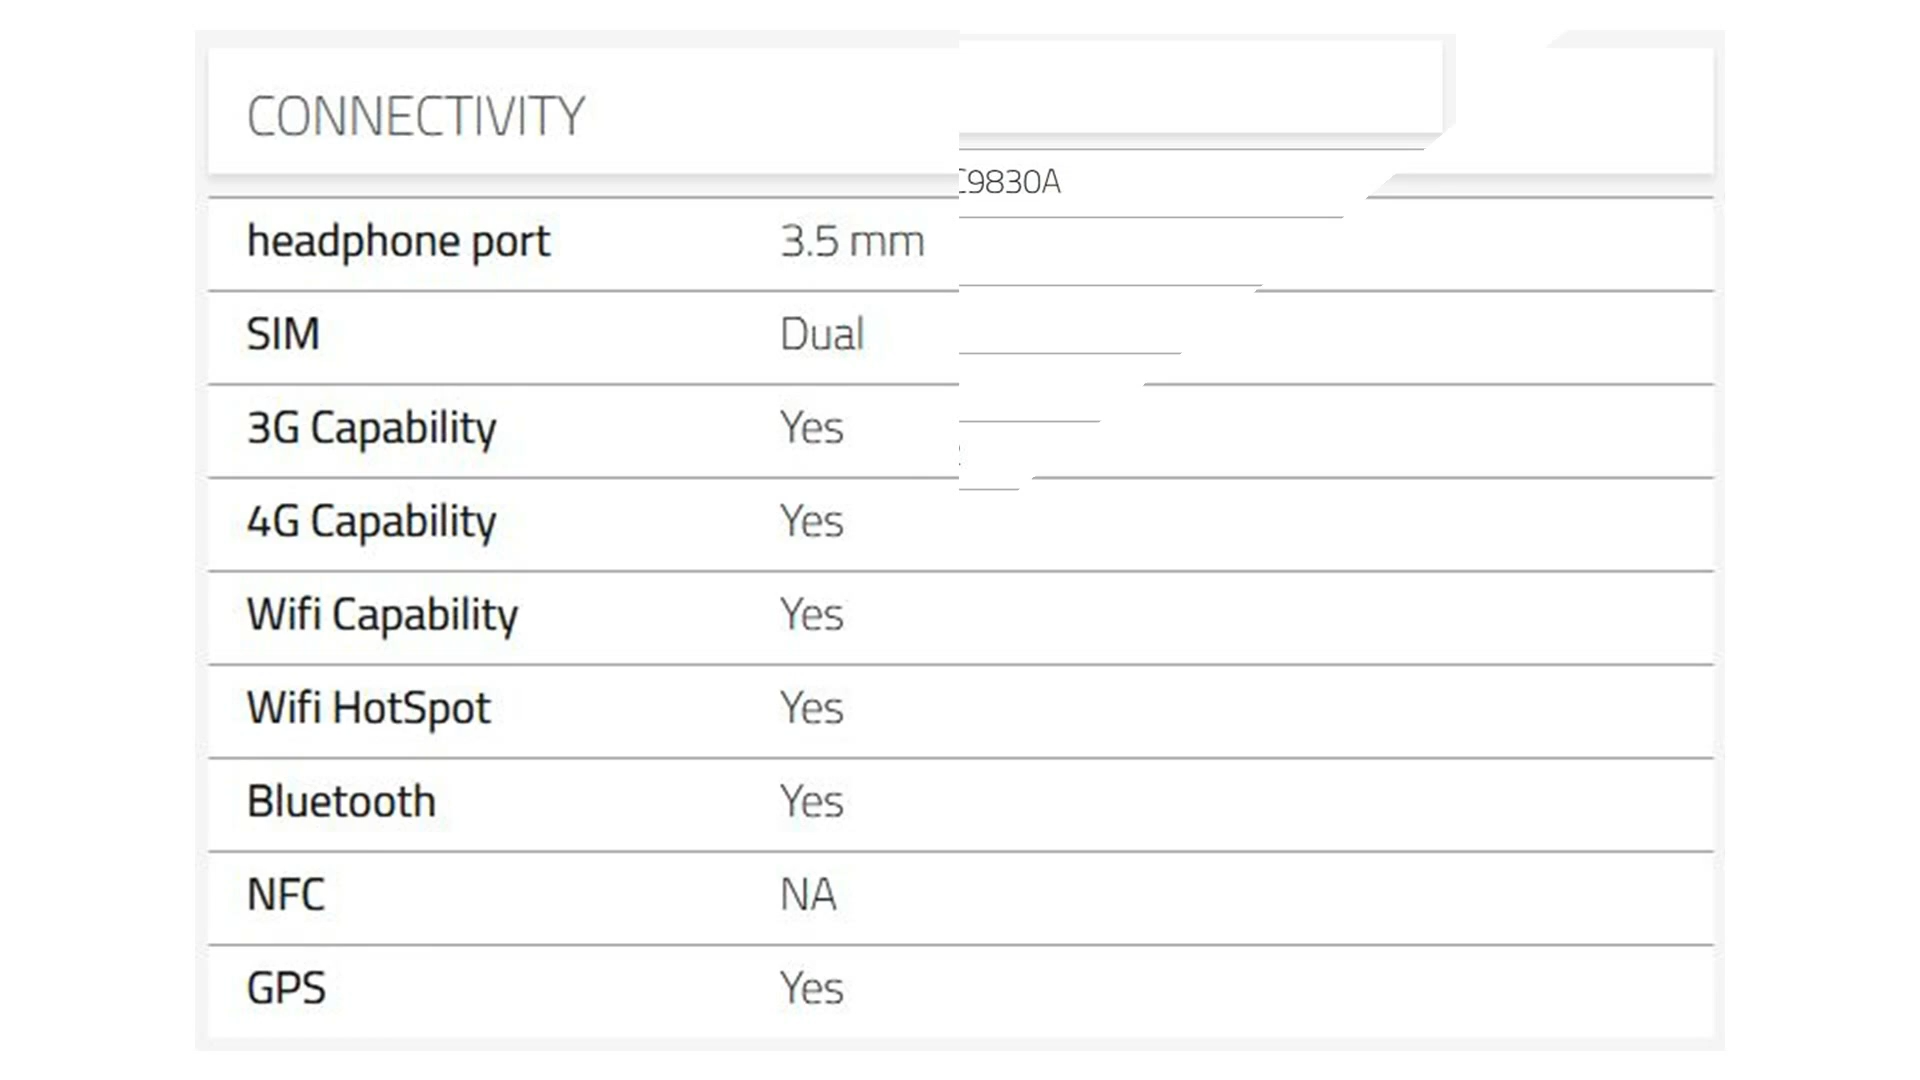 CONNECTIVITY
C9830A
headphone port 3.5 mm
SIM Dual
3G Capability Yes
4G Capability Yes
Wifi Capability Yes
Wifi HotSpot Yes
Bluetooth Yes
NFC NA
GPS Yes